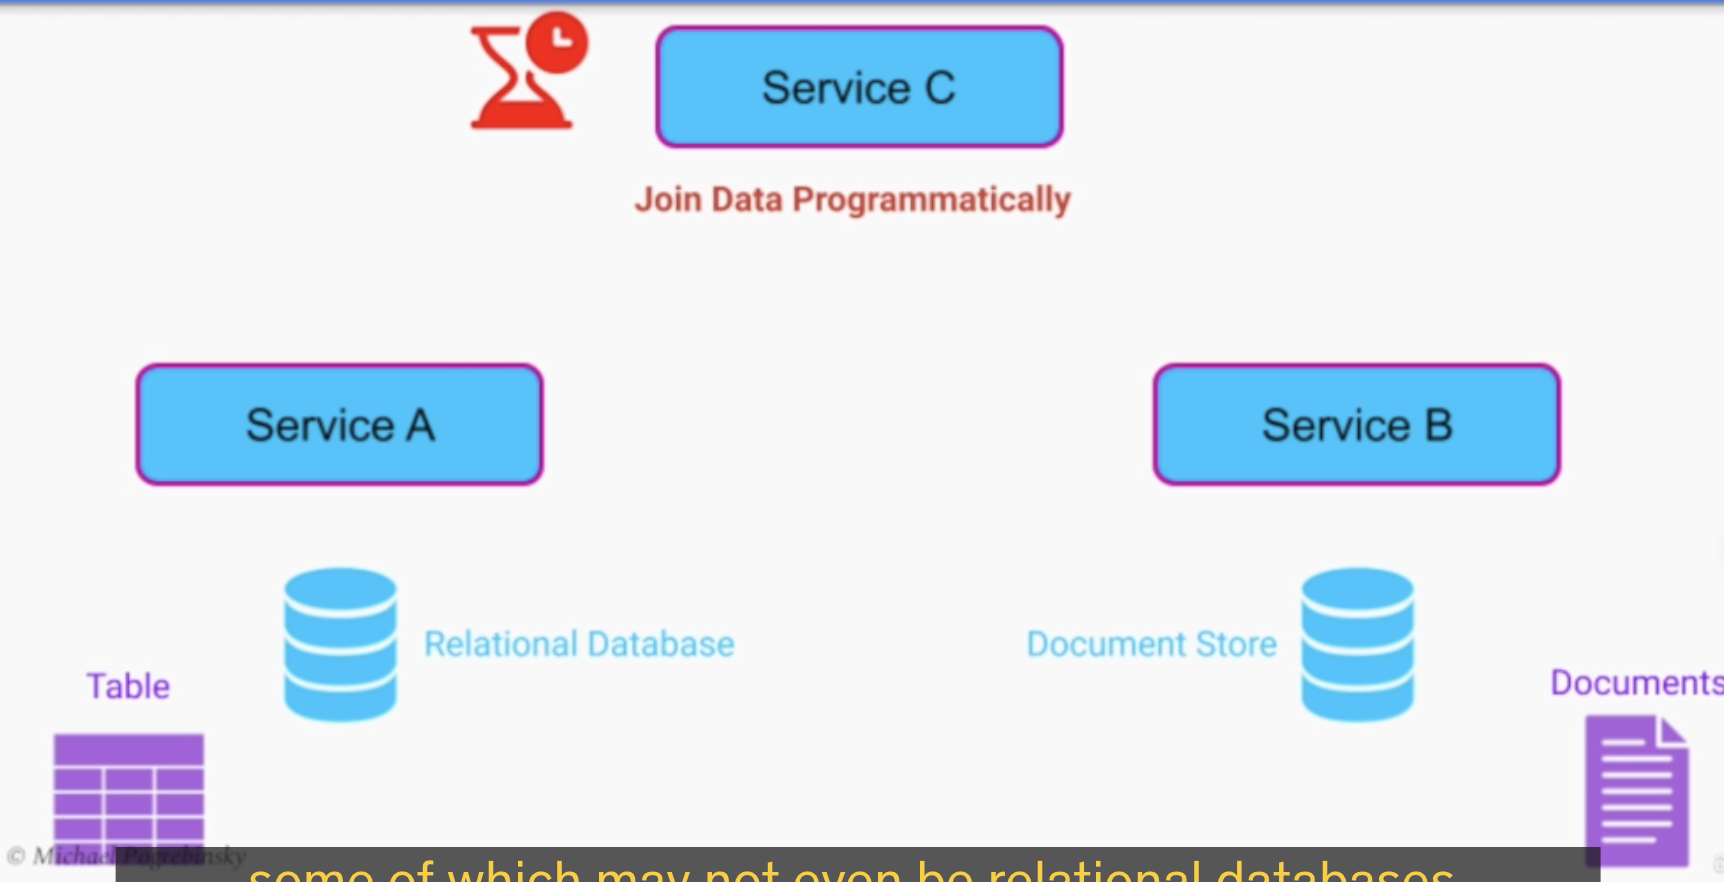 Service C
Join Data Programmatically
Service A
Service B
Relational Database
Document Store
Table
Documents
© Michael Pogrebinsky
some of which may not even be relational databases